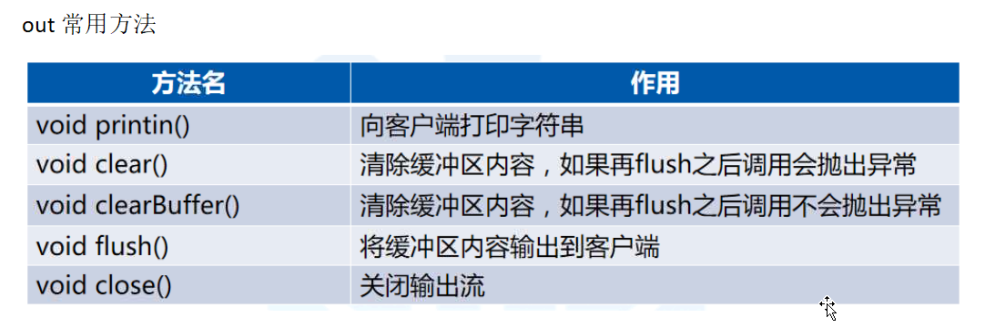 out 常用方法
方法名 作用
void printin() 向客户端打印字符串
void clear() 清除缓冲区内容，如果再flush之后调用会抛出异常
void clearBuffer() 清除缓冲区内容，如果再flush之后调用不会抛出异常
void flush() 将缓冲区内容输出到客户端
void close() 关闭输出流